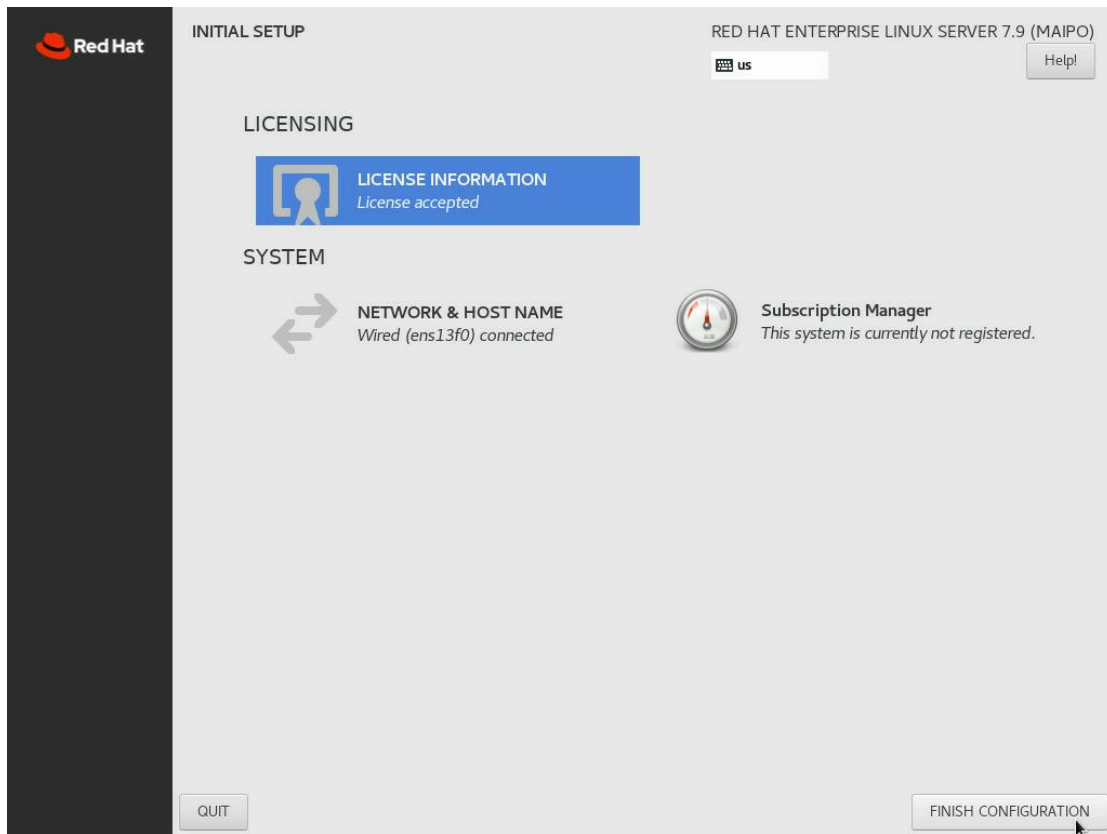 Red Hat
INITIAL SETUP
RED HAT ENTERPRISE LINUX SERVER 7.9 (MAIPO)
us
Help!
LICENSING
LICENSE INFORMATION
License accepted
SYSTEM
NETWORK & HOST NAME
Wired (ens13f0) connected
Subscription Manager
This system is currently not registered.
QUIT
FINISH CONFIGURATION